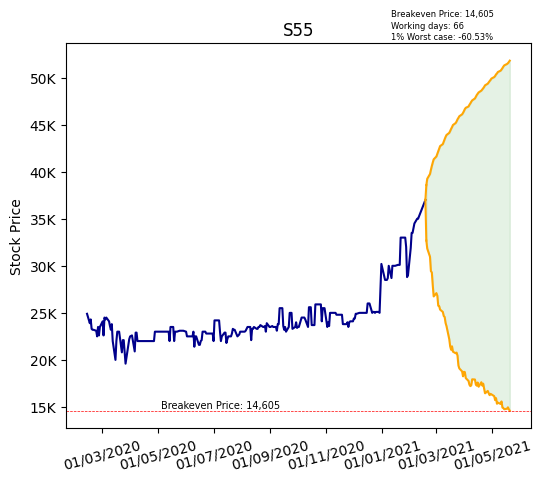 Breakeven Price: 14,605
Working days: 66
1% Worst case: -60.53%
S55
Stock Price
50K
45K
40K
35K
30K
25K
20K
15K
Breakeven Price: 14,605
01/03/2020
01/05/2020
01/07/2020
01/09/2020
01/11/2020
01/01/2021
01/03/2021
01/05/2021